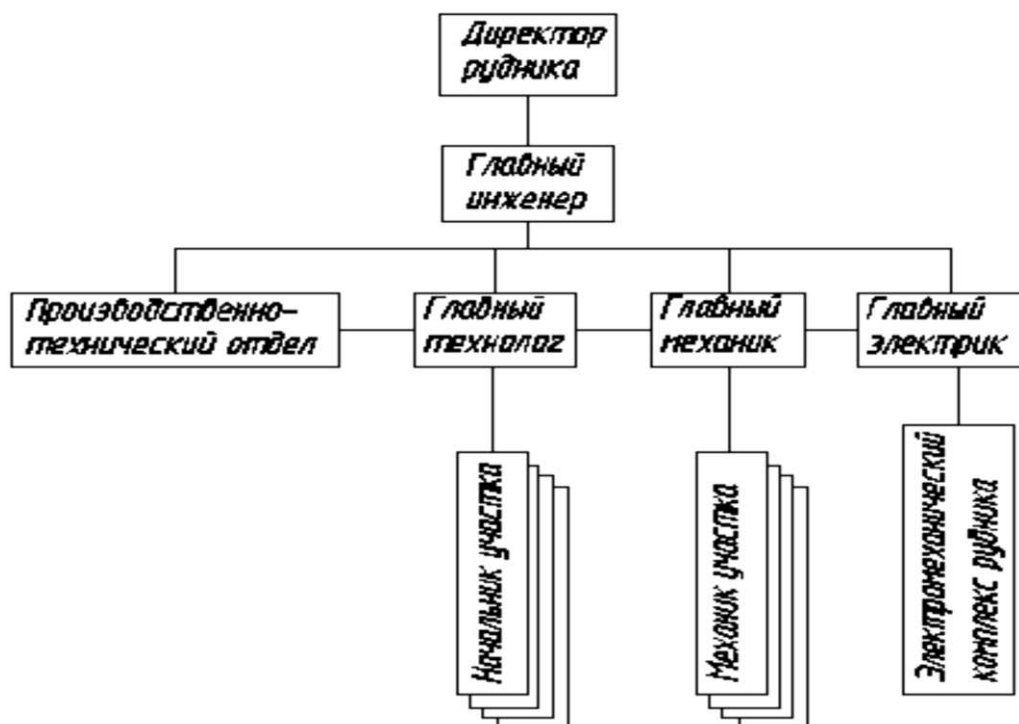 Директор
рудника
Главный
инженер
Производственно-
технический отдел
Главный
технолог
Главный
механик
Главный
электрик
Начальник участка
Механик участка
Электромеханический
комплекс рудника